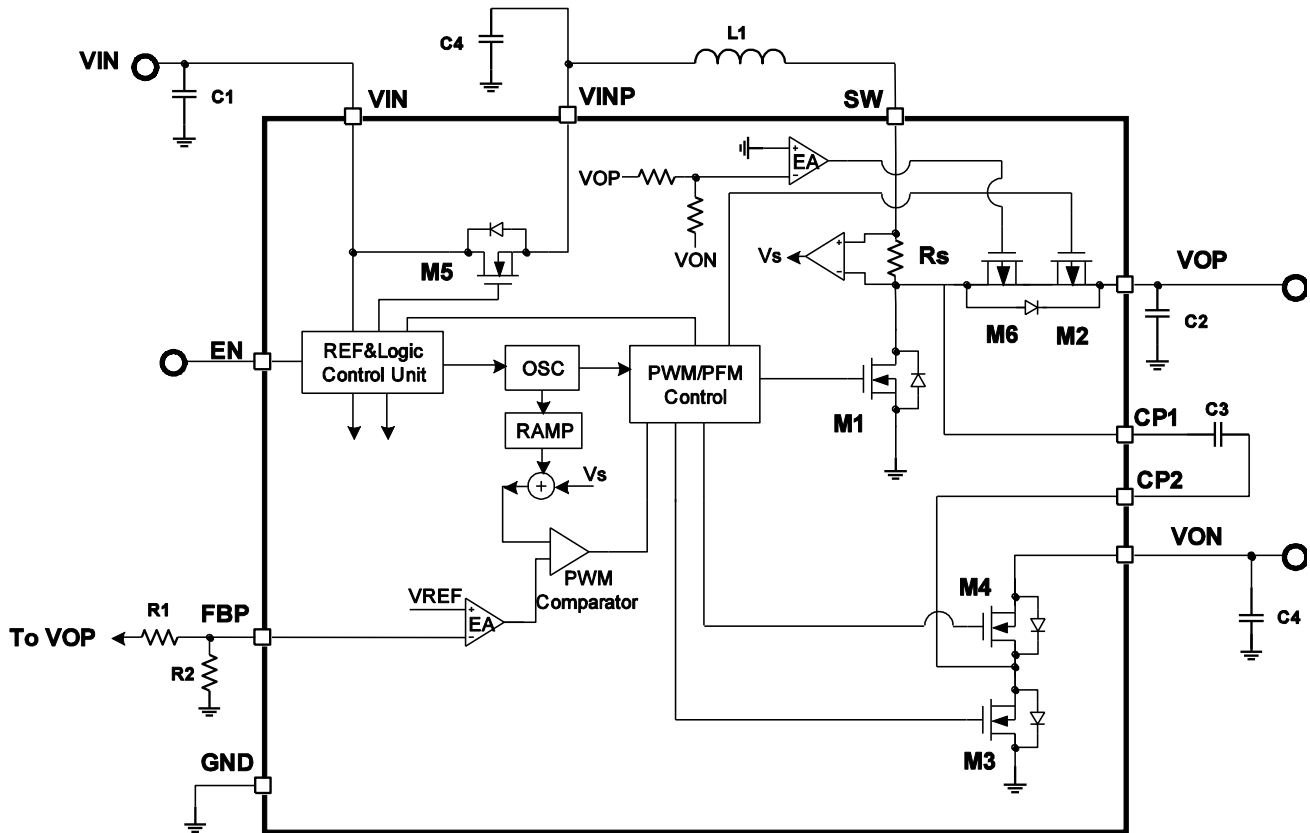 L1
C4
VIN
C1
VIN
VINP
SW
EA
VOP
VON
Vs
Rs
M5
VOP
M6
M2
C2
EN
REF&Logic
Control Unit
OSC
PWM/PFM
Control
M1
RAMP
CP1
C3
Vs
CP2
VON
PWM
Comparator
VREF
EA
M4
C4
R1
FBP
To VOP
R2
M3
GND